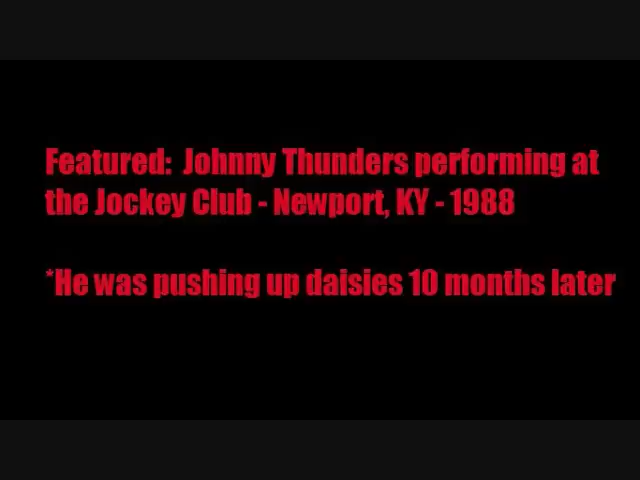 Featured: Johnny Thunders performing at
the Jockey Club - Newport, KY - 1988
*He was pushing up daisies 10 months later